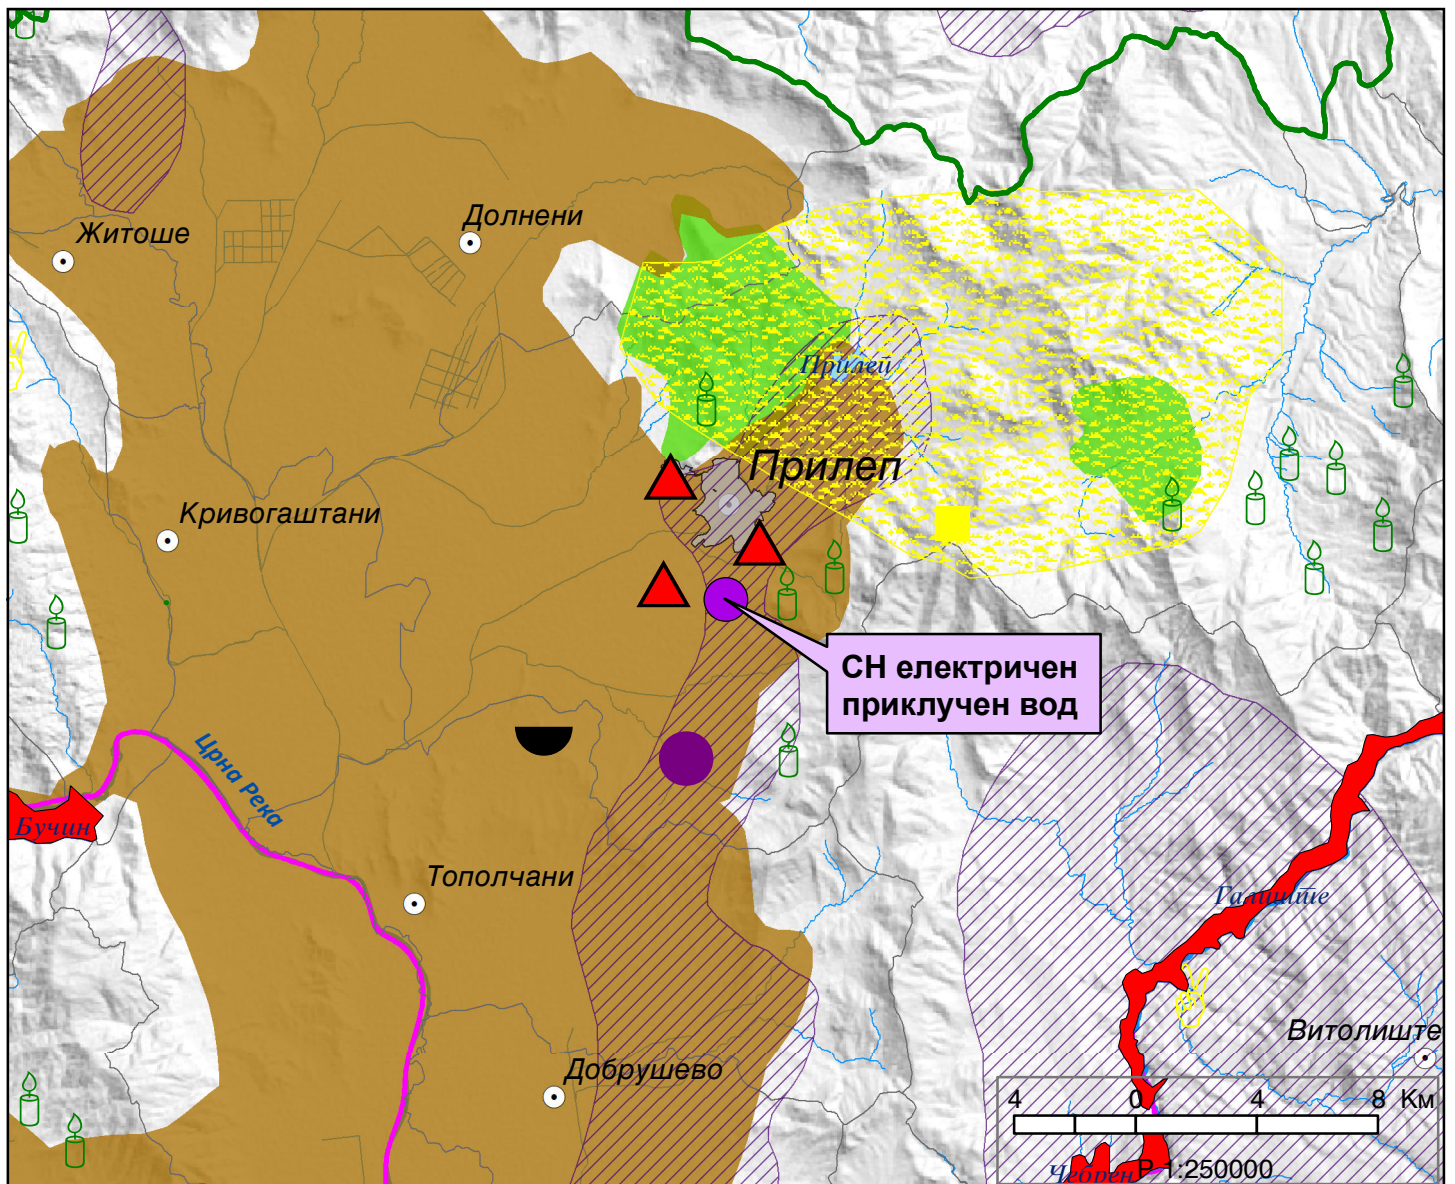 Долнени
Житоше
Прилеп
Прилеп
Кривогаштани
СН електричен
приклучен вод
Црна Река
Бучин
Тополчани
Галиште
Витолиште
Добрушево
4 0 4 8 Км
Чебрен
Р 1:250000